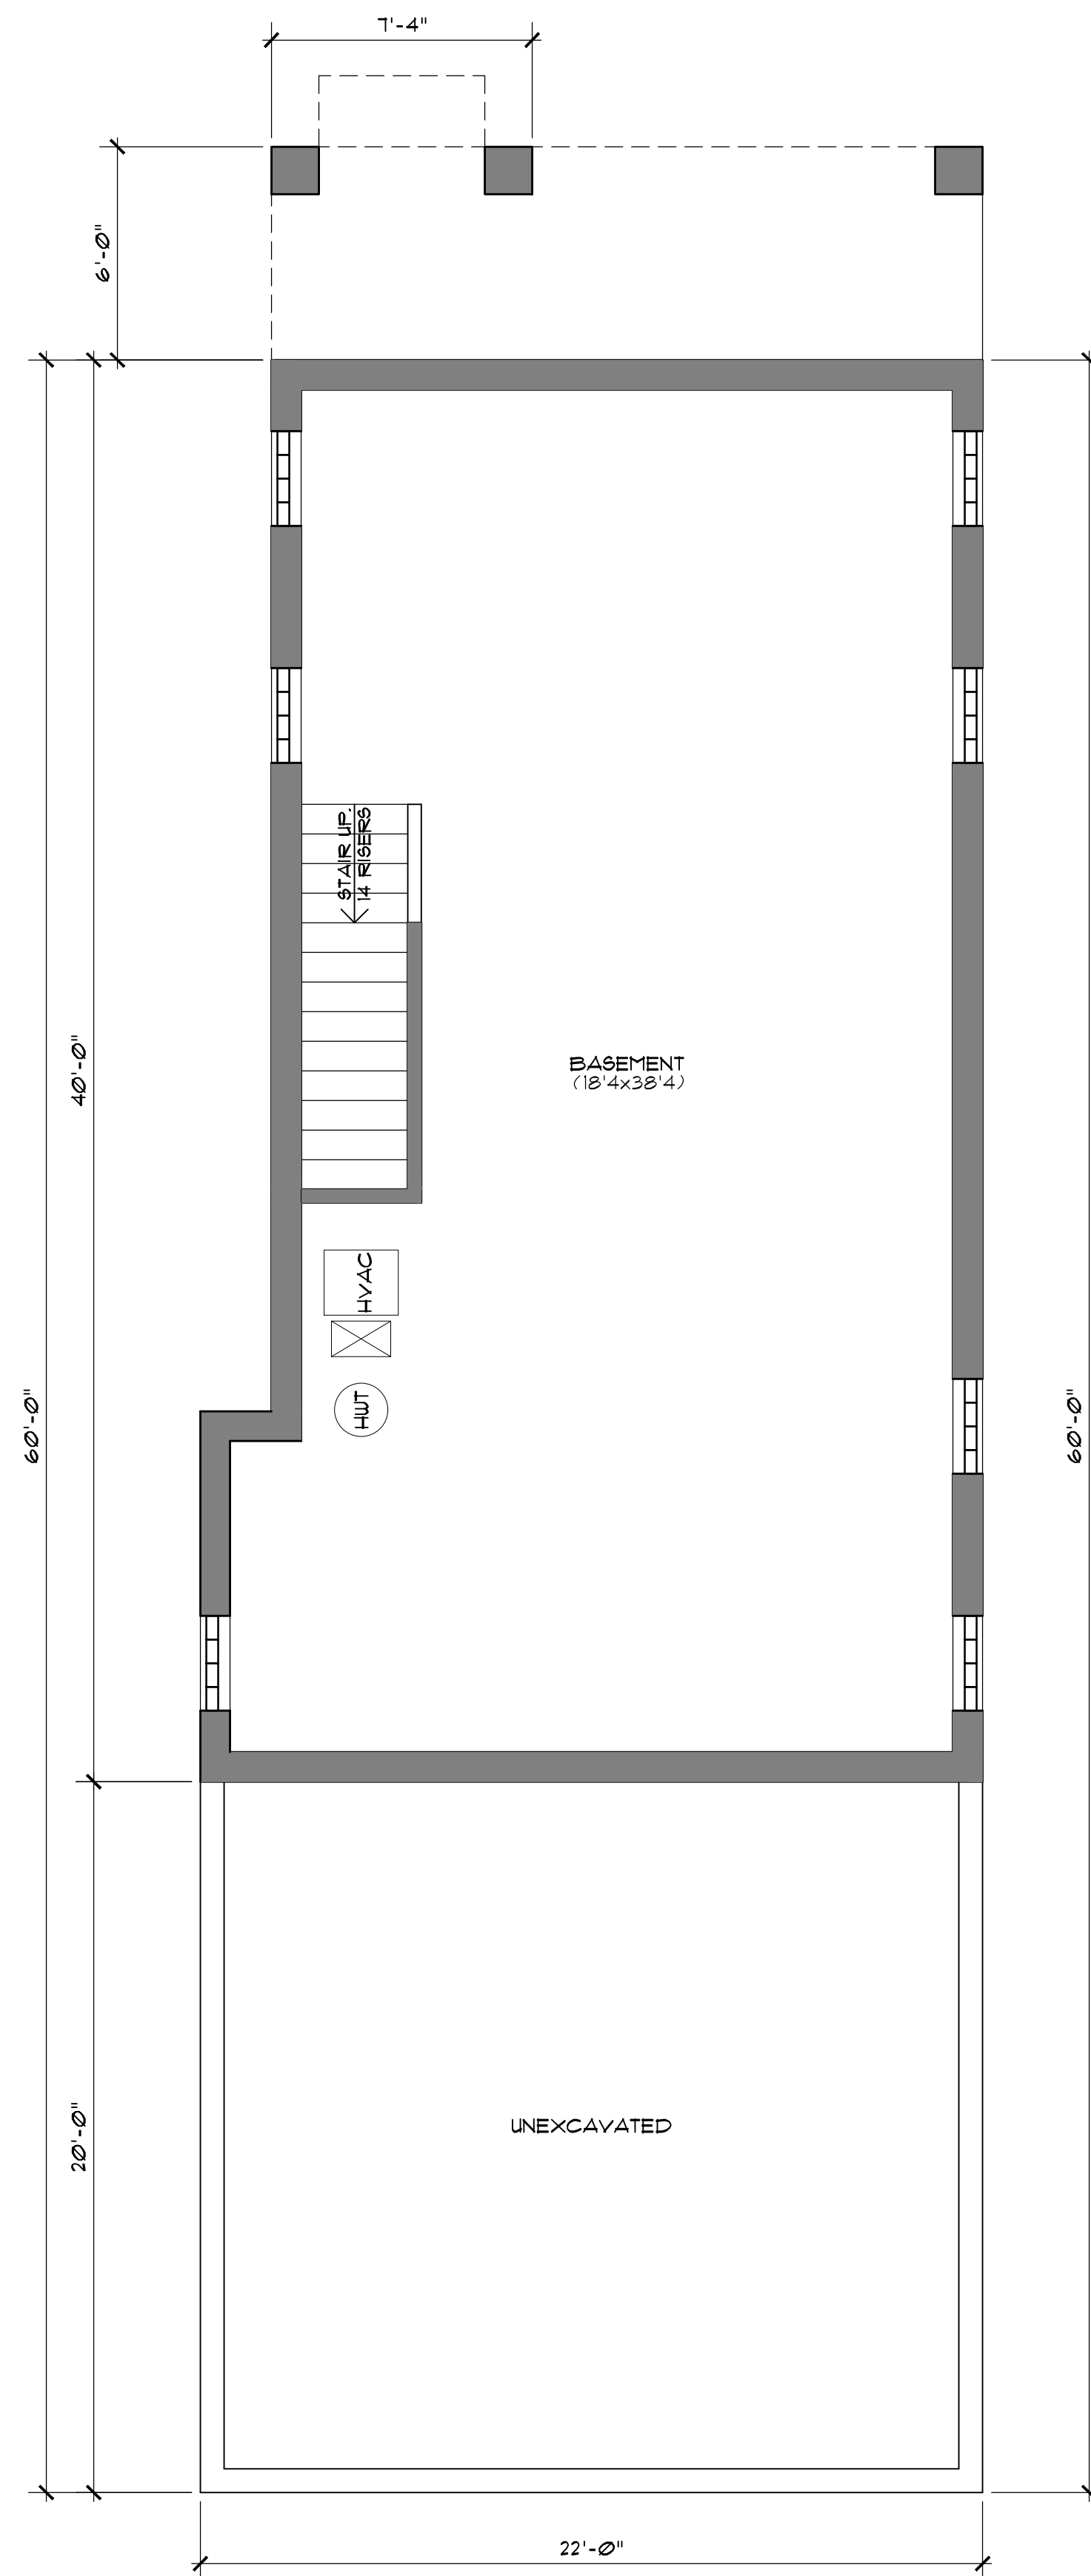 7'-4"
6'-0"
STAIR UP.
14 RISERS
40'-0"
BASEMENT
(18'4x38'4)
HVAC
60'-0"
60'-0"
HWT
20'-0"
UNEXCAVATED
22'-0"